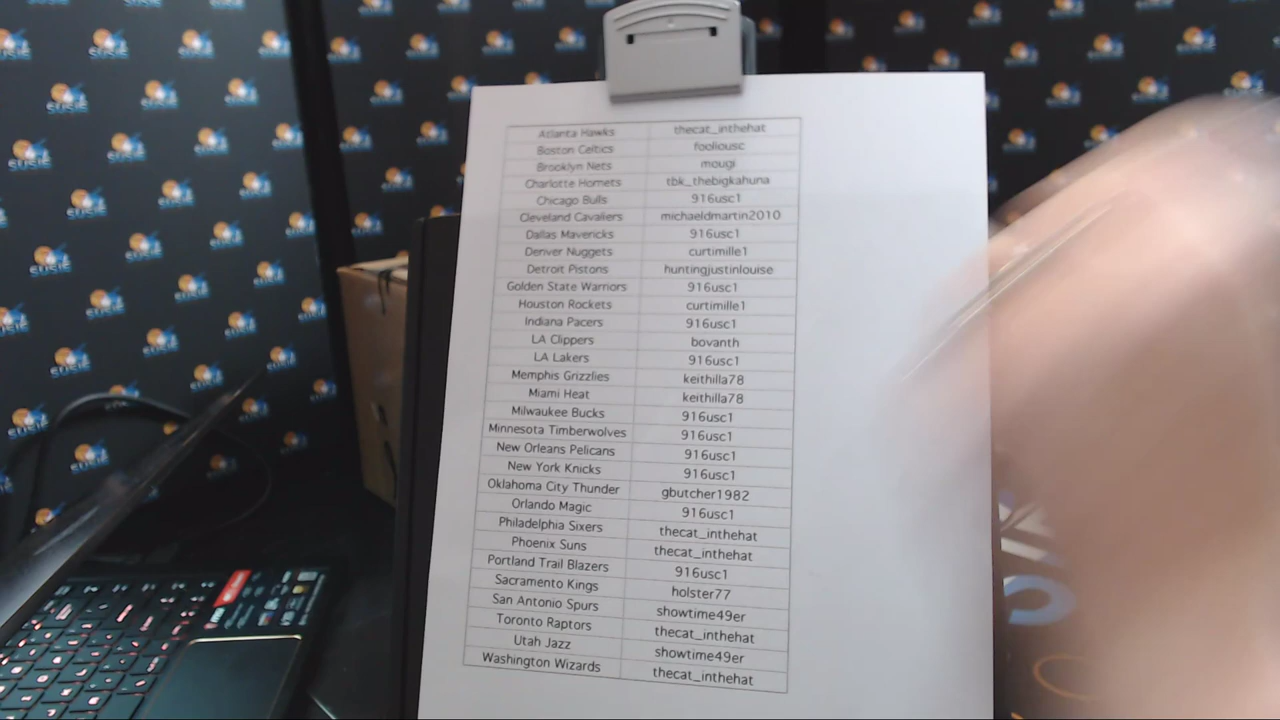 Atlanta Hawks thecat_inthehat
Boston Celtics fooliousc
Brooklyn Nets mougi
Charlotte Hornets tbk_thebigkahuna
Chicago Bulls 916usc1
Cleveland Cavaliers michaeldmartin2010
Dallas Mavericks 916usc1
Denver Nuggets curtimille1
Detroit Pistons huntingjustinlouise
Golden State Warriors 916usc1
Houston Rockets curtimille1
Indiana Pacers 916usc1
LA Clippers bovanth
LA Lakers 916usc1
Memphis Grizzlies keithilla78
Miami Heat keithilla78
Milwaukee Bucks 916usc1
Minnesota Timberwolves 916usc1
New Orleans Pelicans 916usc1
New York Knicks 916usc1
Oklahoma City Thunder gbutcher1982
Orlando Magic 916usc1
Philadelphia Sixers thecat_inthehat
Phoenix Suns thecat_inthehat
Portland Trail Blazers 916usc1
Sacramento Kings holster77
San Antonio Spurs showtime49er
Toronto Raptors thecat_inthehat
Utah Jazz showtime49er
Washington Wizards thecat_inthehat